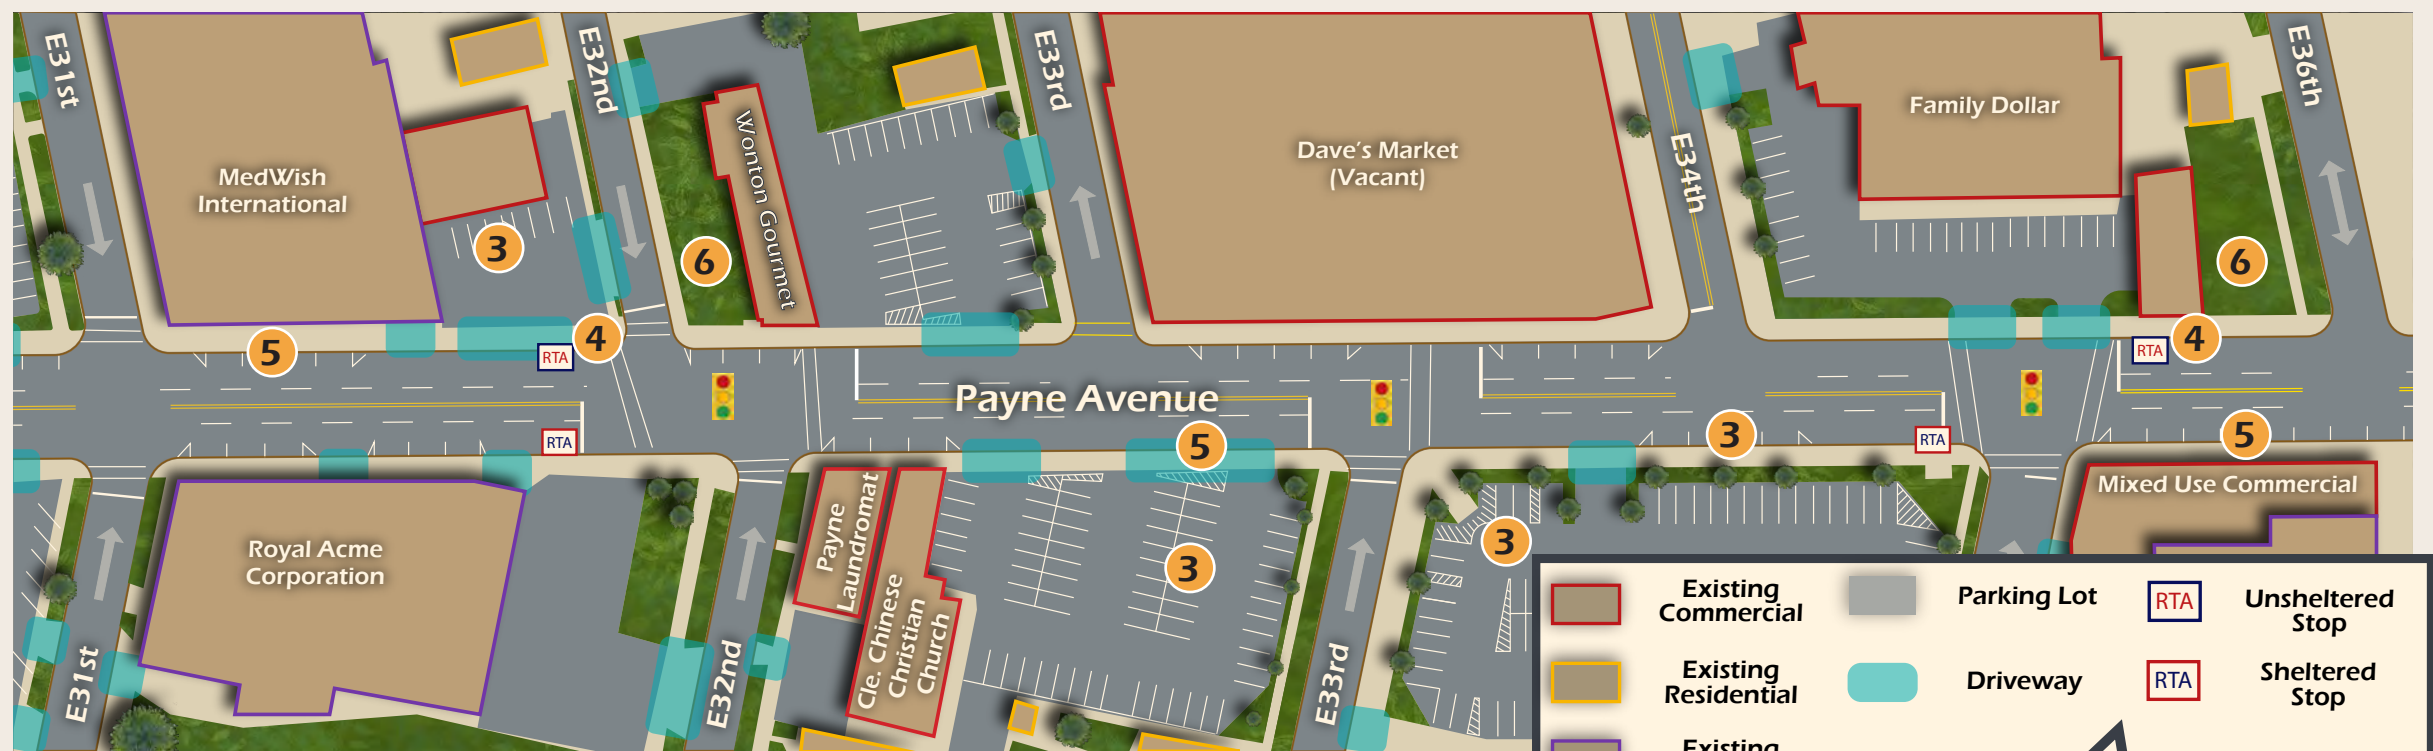 E31st
E32nd
E33rd
E34th
E36th
MedWish
International
3
Wonton Gourmet
6
Dave's Market
(Vacant)
Family Dollar
6
5
RTA
4
RTA
4
Payne Avenue
RTA
5
3
RTA
5
Royal Acme
Corporation
Payne
Laundromat
Cle. Chinese
Christian
Church
3
3
Mixed Use Commercial
E31st
E32nd
E33rd
Existing
Commercial
Parking Lot
RTA
Unsheltered
Stop
Existing
Residential
Driveway
RTA
Sheltered
Stop
Existing